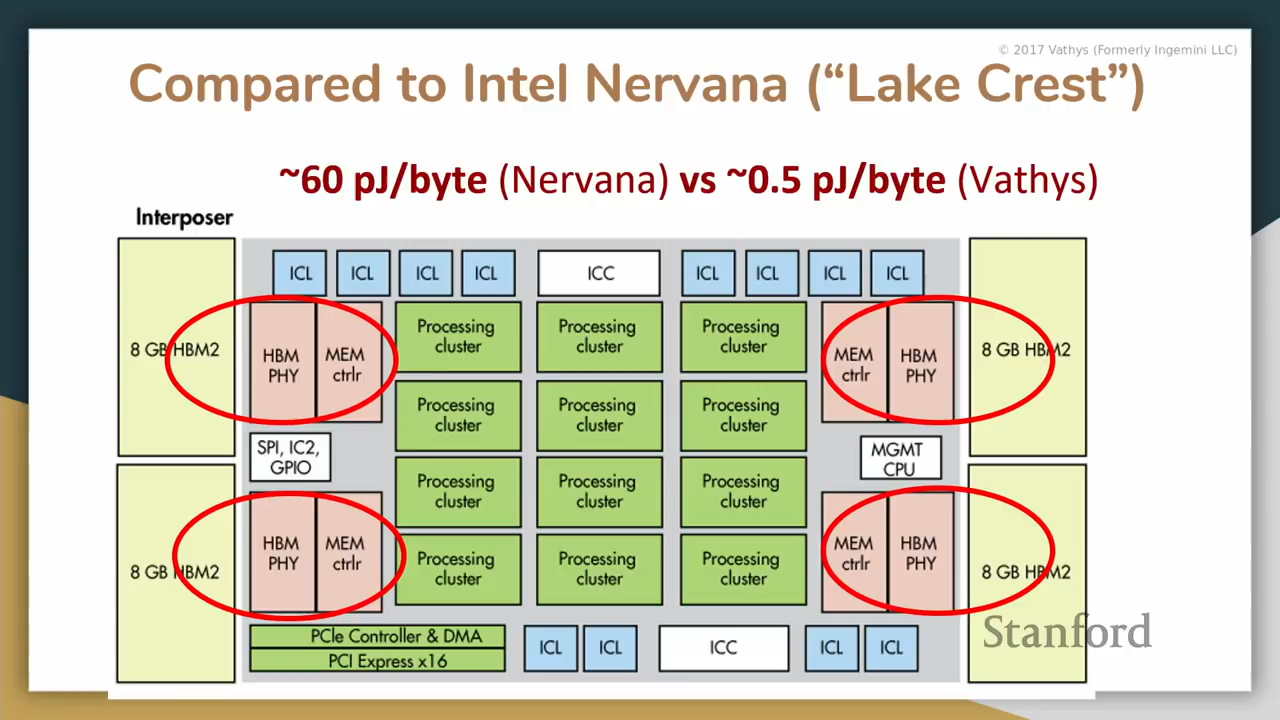 © 2017 Vathys (Formerly Ingemini LLC)
Compared to Intel Nervana (“Lake Crest”)
~60 pJ/byte (Nervana) vs ~0.5 pJ/byte (Vathys)
Interposer
ICL
ICL
ICL
ICL
ICC
ICL
ICL
ICL
ICL
8 GB HBM2
HBM
PHY
MEM
ctrlr
Processing
cluster
Processing
cluster
Processing
cluster
MEM
ctrlr
HBM
PHY
8 GB HBM2
Processing
cluster
Processing
cluster
Processing
cluster
SPI, IC2,
GPIO
MGMT
CPU
Processing
cluster
Processing
cluster
Processing
cluster
8 GB HBM2
HBM
PHY
MEM
ctrlr
Processing
cluster
Processing
cluster
Processing
cluster
MEM
ctrlr
HBM
PHY
8 GB HBM2
PCIe Controller & DMA
PCI Express x16
ICL
ICL
ICC
ICL
ICL
Stanford